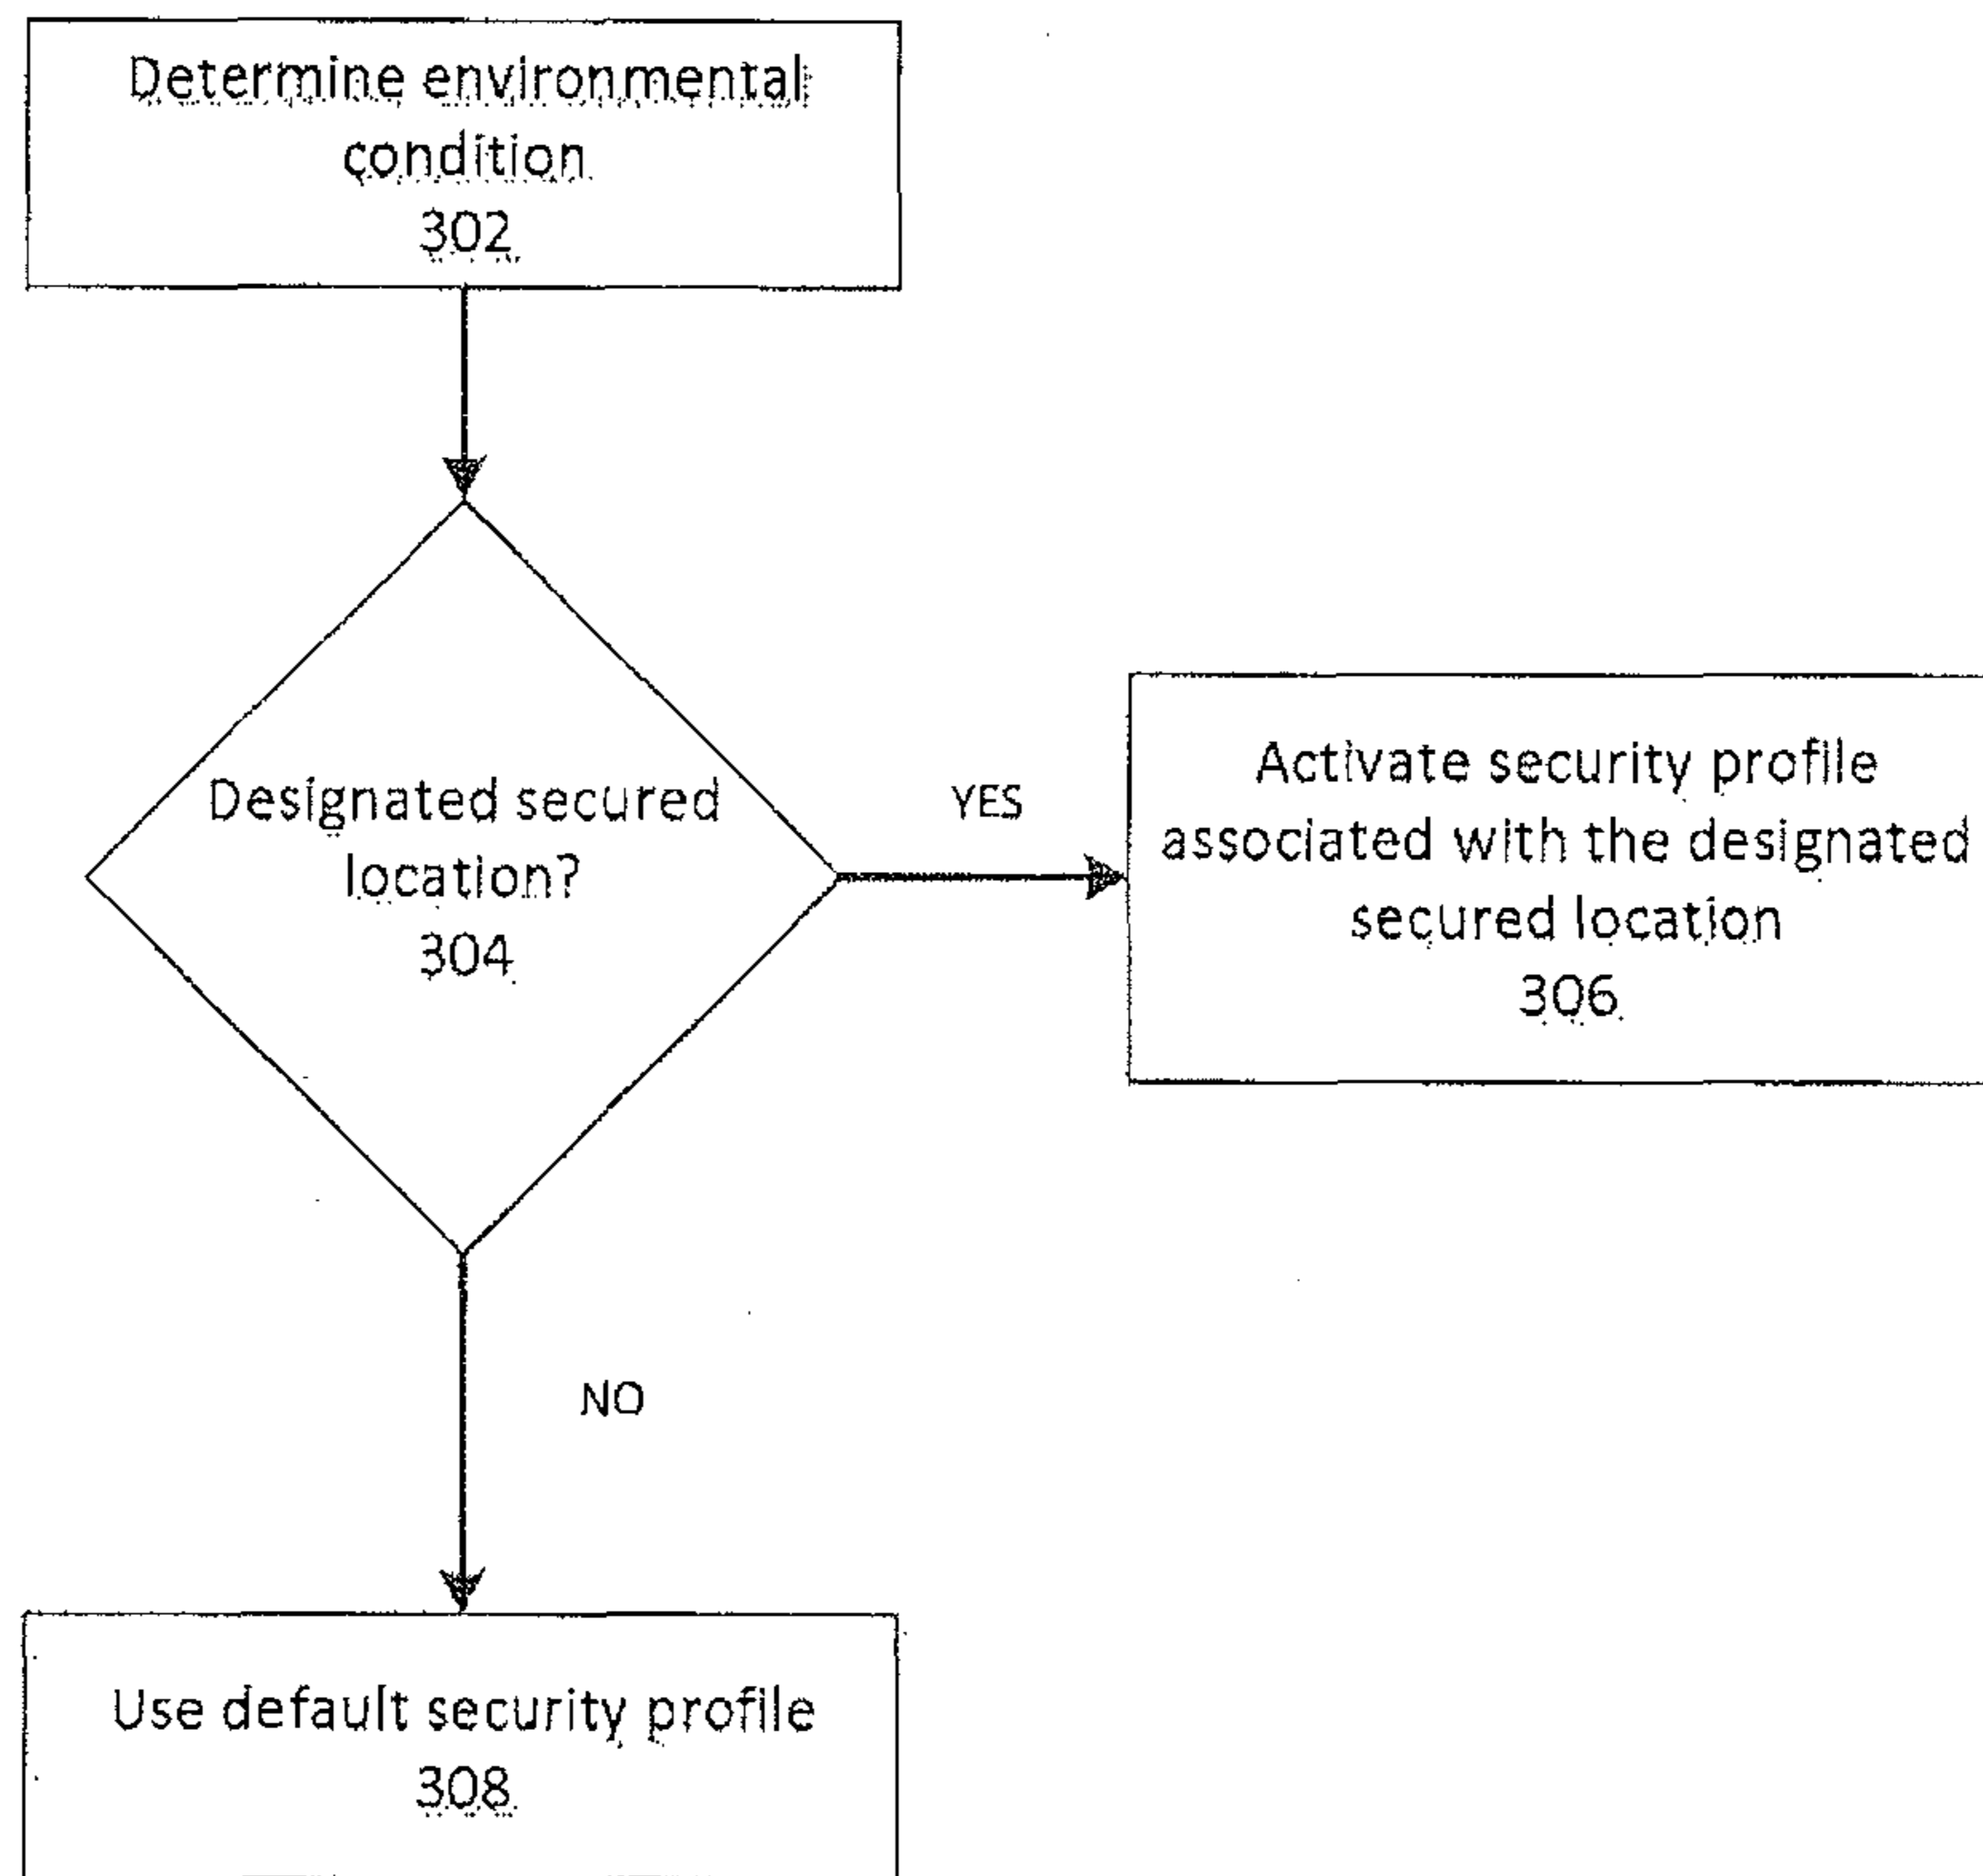 Determine environmental
condition
302
Designated secured
location?
304
YES
Activate security profile
associated with the designated
secured location
306
NO
Use default security profile
308